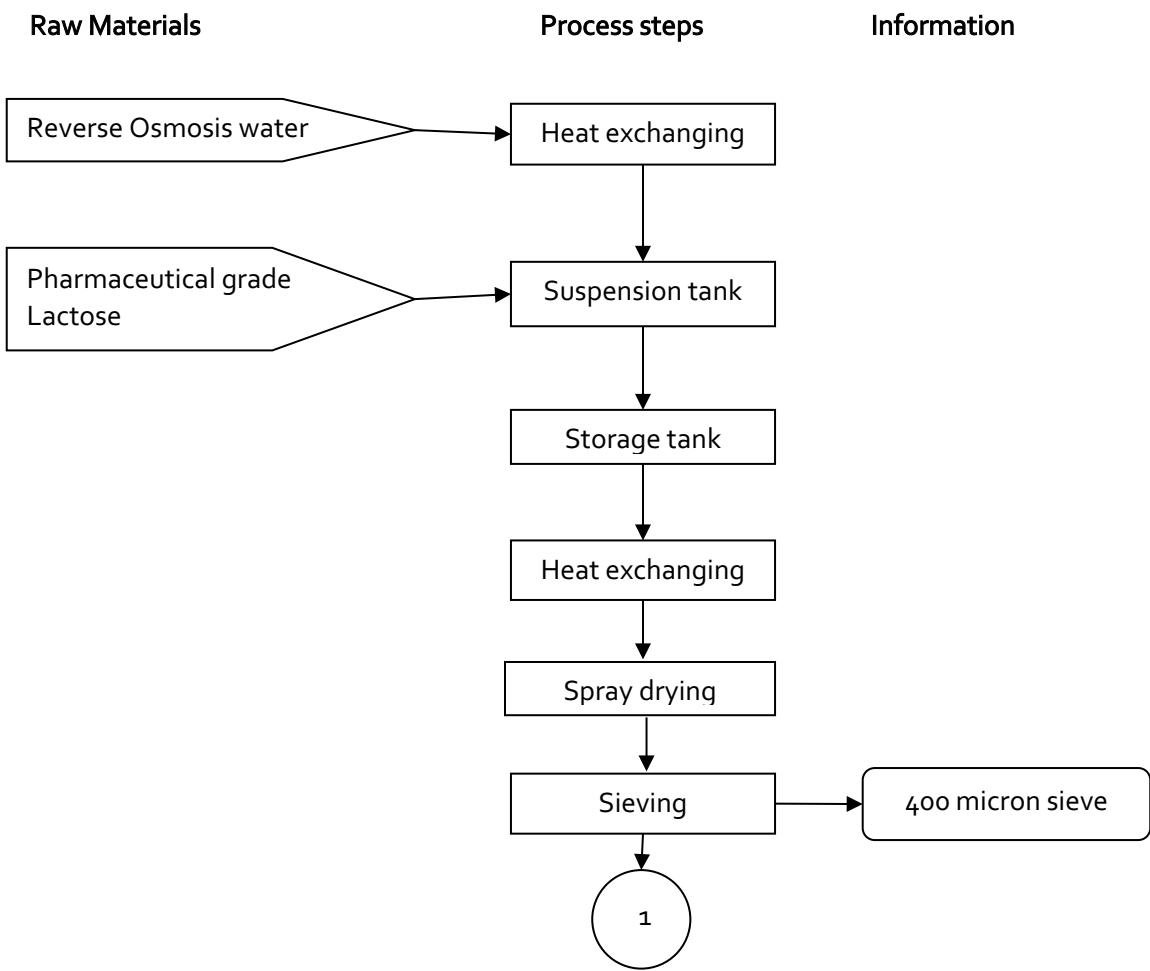 Raw Materials
Process steps
Information
Reverse Osmosis water
Heat exchanging
Pharmaceutical grade
Lactose
Suspension tank
Storage tank
Heat exchanging
Spray drying
Sieving
400 micron sieve
1